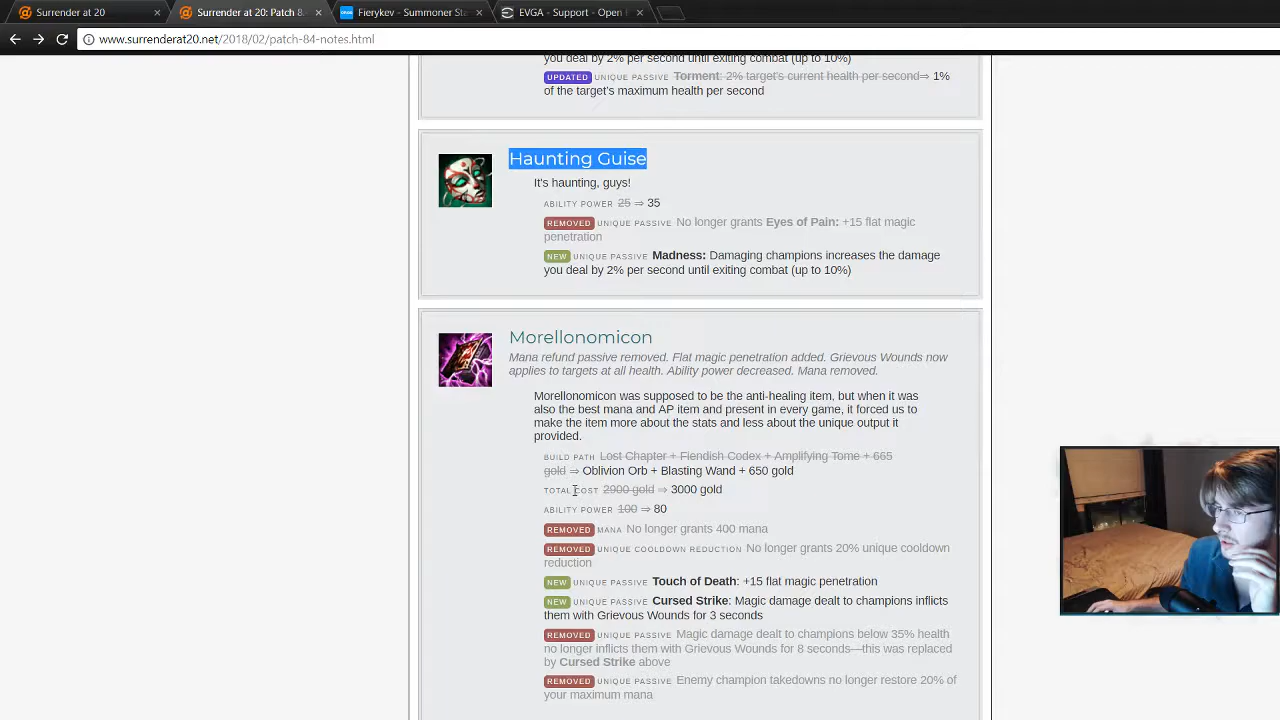 Surrender at 20
Surrender at 20: Patch 8.
Fierykev - Summoner St
EVGA - Support - Open
www.surrenderat20.net/2018/02/patch-84-notes.html
you deal by 2% per second until exiting combat (up to 10%)
UPDATED UNIQUE PASSIVE Torment: 2% target's current health per second ⇒ 1%
of the target's maximum health per second
Haunting Guise
It's haunting, guys!
ABILITY POWER 25 ⇒ 35
REMOVED UNIQUE PASSIVE No longer grants Eyes of Pain: +15 flat magic
penetration
NEW UNIQUE PASSIVE Madness: Damaging champions increases the damage
you deal by 2% per second until exiting combat (up to 10%)
Morellonomicon
Mana refund passive removed. Flat magic penetration added. Grievous Wounds now
applies to targets at all health. Ability power decreased. Mana removed.
Morellonomicon was supposed to be the anti-healing item, but when it was
also the best mana and AP item and present in every game, it forced us to
make the item more about the stats and less about the unique output it
provided.
BUILD PATH Lost Chapter + Fiendish Codex + Amplifying Tome + 665
gold ⇒ Oblivion Orb + Blasting Wand + 650 gold
TOTAL COST 2900 gold ⇒ 3000 gold
ABILITY POWER 100 ⇒ 80
REMOVED MANA No longer grants 400 mana
REMOVED UNIQUE COOLDOWN REDUCTION No longer grants 20% unique cooldown
reduction
NEW UNIQUE PASSIVE Touch of Death: +15 flat magic penetration
NEW UNIQUE PASSIVE Cursed Strike: Magic damage dealt to champions inflicts
them with Grievous Wounds for 3 seconds
REMOVED UNIQUE PASSIVE Magic damage dealt to champions below 35% health
no longer inflicts them with Grievous Wounds for 8 seconds—this was replaced
by Cursed Strike above
REMOVED UNIQUE PASSIVE Enemy champion takedowns no longer restore 20% of
your maximum mana